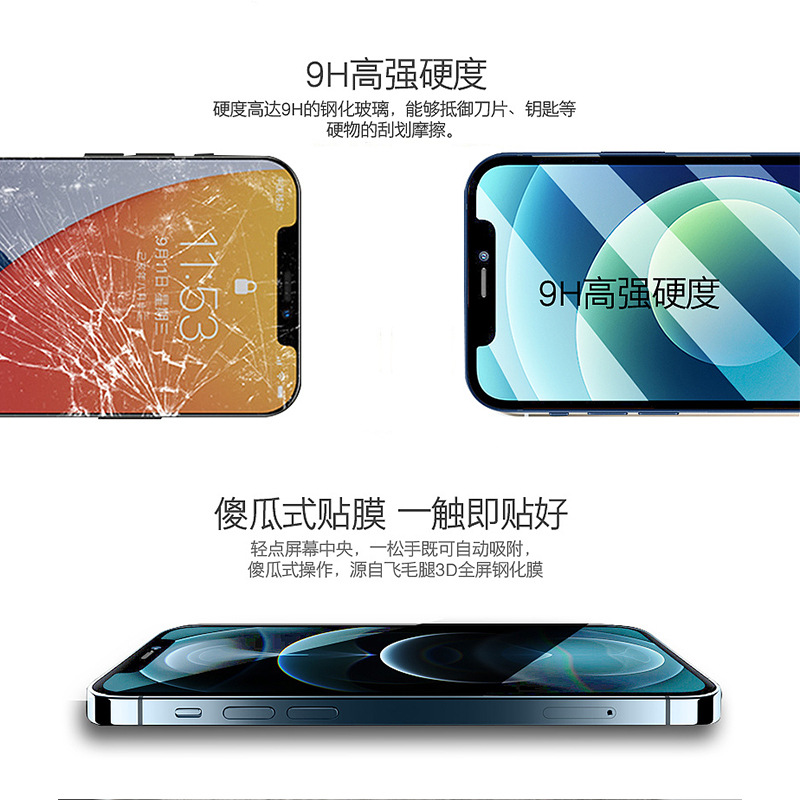 9H高强硬度
硬度高达9H的钢化玻璃，能够抵御刀片、钥匙等
硬物的刮划摩擦。
11:53
9月1日 星期三
9H高强硬度
傻瓜式贴膜 一触即贴好
轻点屏幕中央，一松手既可自动吸附，
傻瓜式操作，源自飞毛腿3D全屏钢化膜